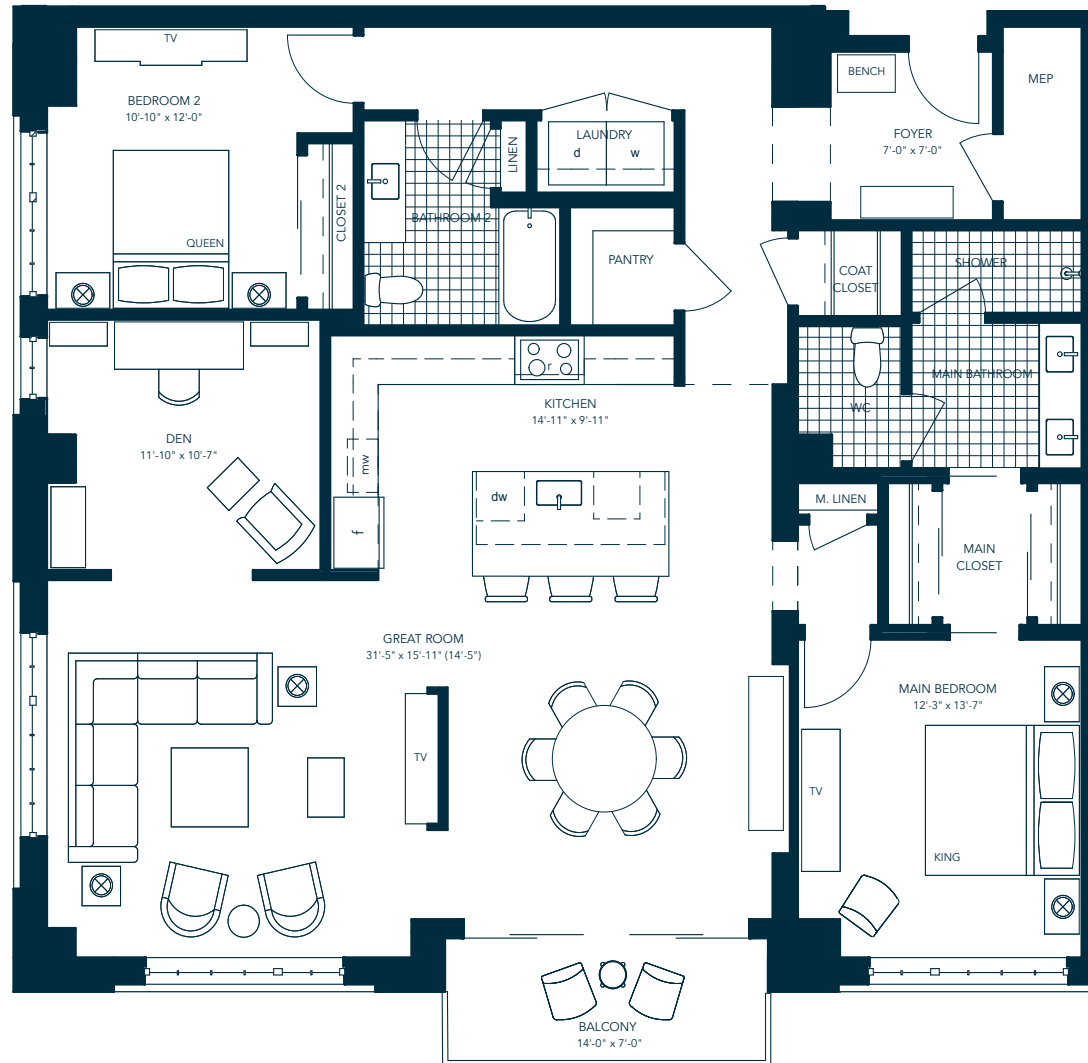 TV
BENCH
MEP
BEDROOM 2
10'-10" x 12'-0"
LAUNDRY
d
w
FOYER
7'-0" x 7'-0"
LINEN
CLOSET 2
BATHROOM 2
QUEEN
PANTRY
COAT
CLOSET
SHOWER
r
KITCHEN
14'-11" x 9'-11"
MAIN BATHROOM
WC
DEN
11'-10" x 10'-7"
mw
dw
f
M. LINEN
MAIN
CLOSET
GREAT ROOM
31'-5" x 15'-11" (14'-5")
MAIN BEDROOM
12'-3" x 13'-7"
TV
TV
KING
BALCONY
14'-0" x 7'-0"